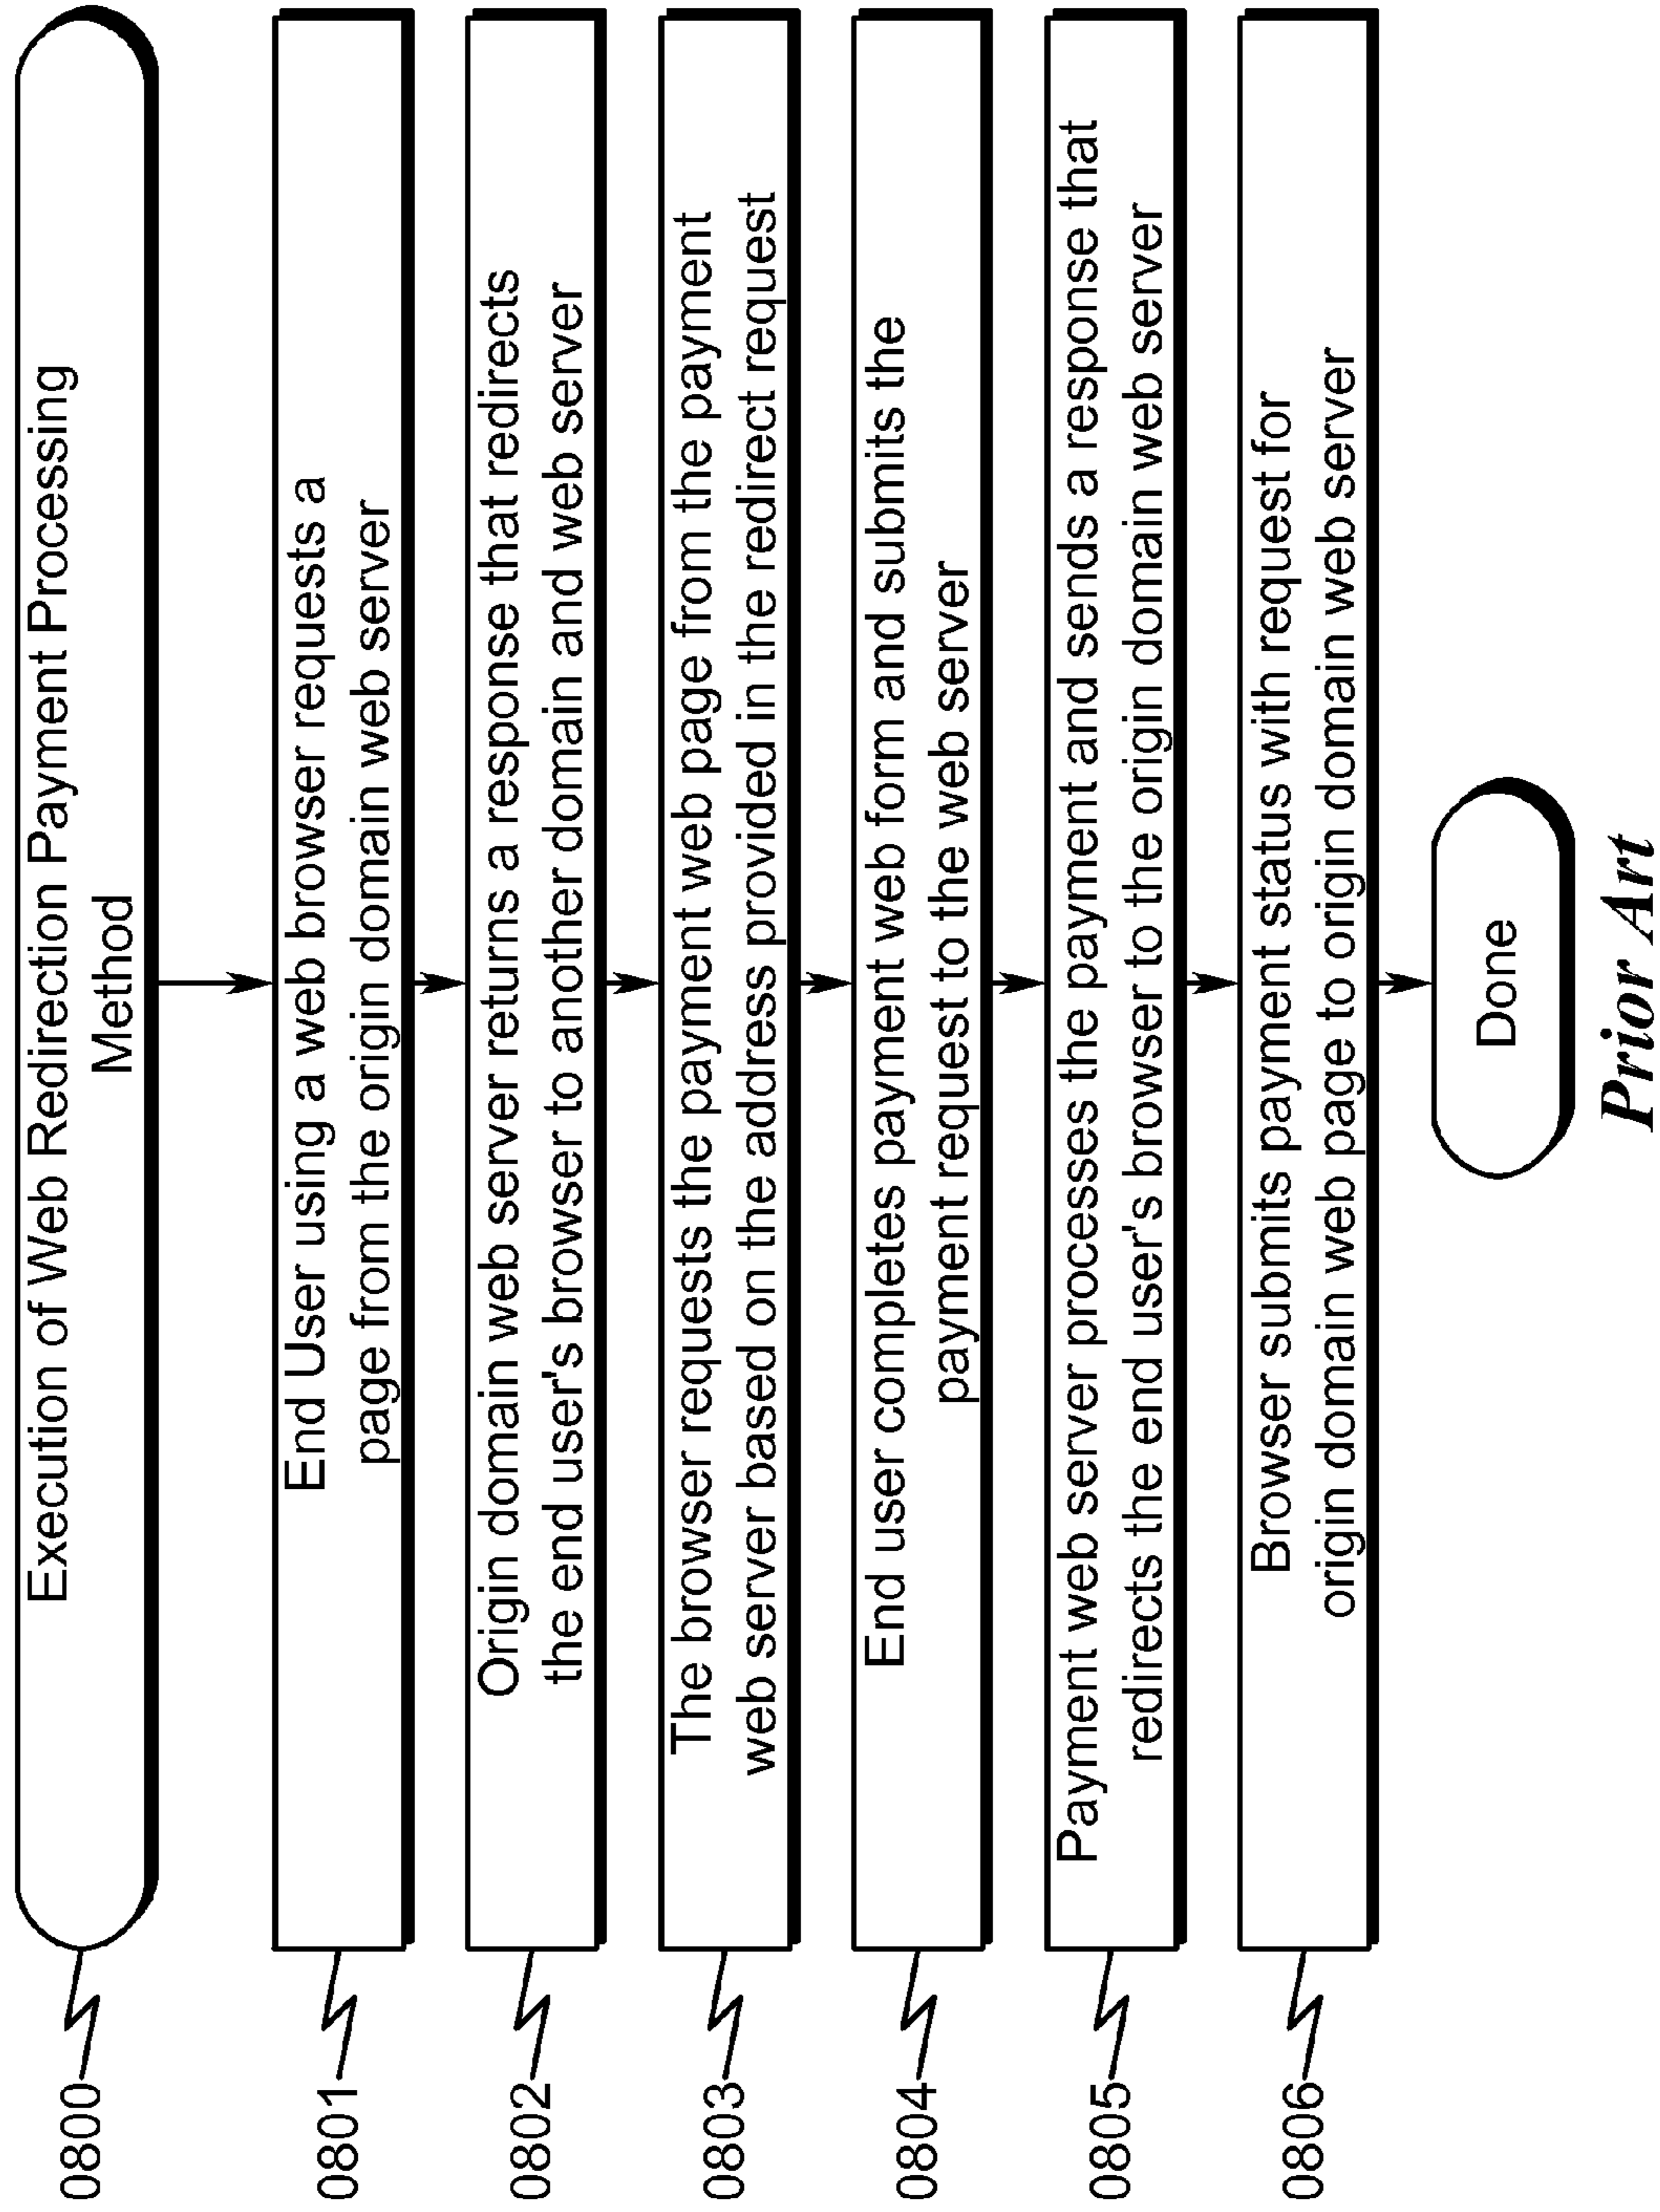 0800
Execution of Web Redirection Payment Processing
Method
0801
End User using a web browser requests a
page from the origin domain web server
0802
Origin domain web server returns a response that redirects
the end user's browser to another domain and web server
0803
The browser requests the payment web page from the payment
web server based on the address provided in the redirect request
0804
End user completes payment web form and submits the
payment request to the web server
0805
Payment web server processes the payment and sends a response that
redirects the end user's browser to the origin domain web server
0806
Browser submits payment status with request for
origin domain web page to origin domain web server
Done
Prior Art